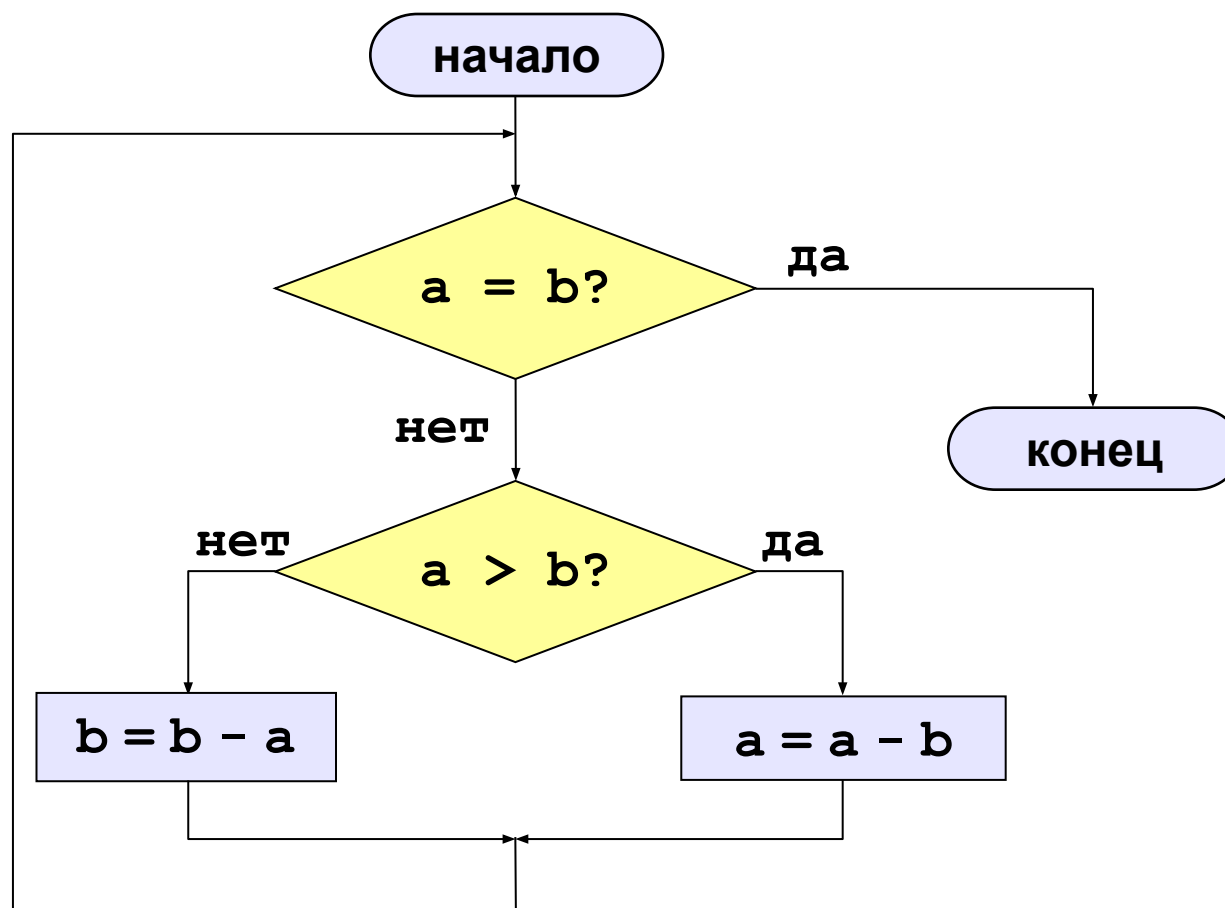 начало
a = b?
да
нет
конец
a > b?
нет
да
b = b - a
a = a - b